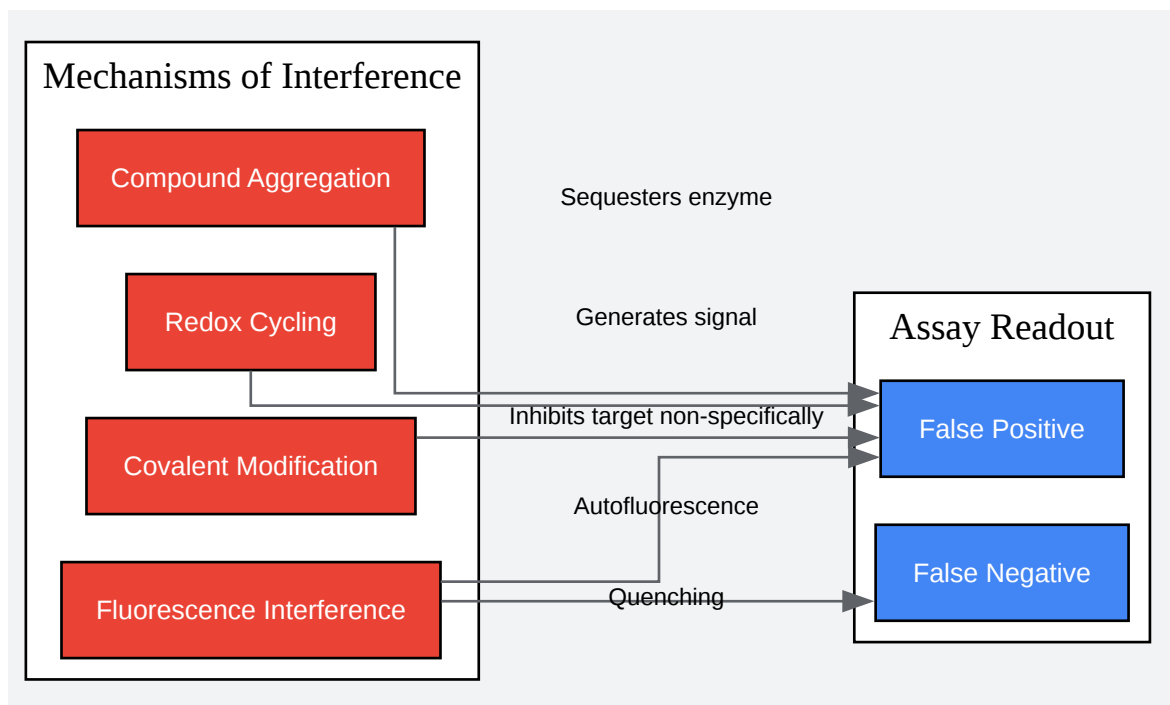 Mechanisms of Interference
Compound Aggregation
Redox Cycling
Covalent Modification
Fluorescence Interference
Sequesters enzyme
Generates signal
Inhibits target non-specifically
Autofluorescence
Quenching
Assay Readout
False Positive
False Negative